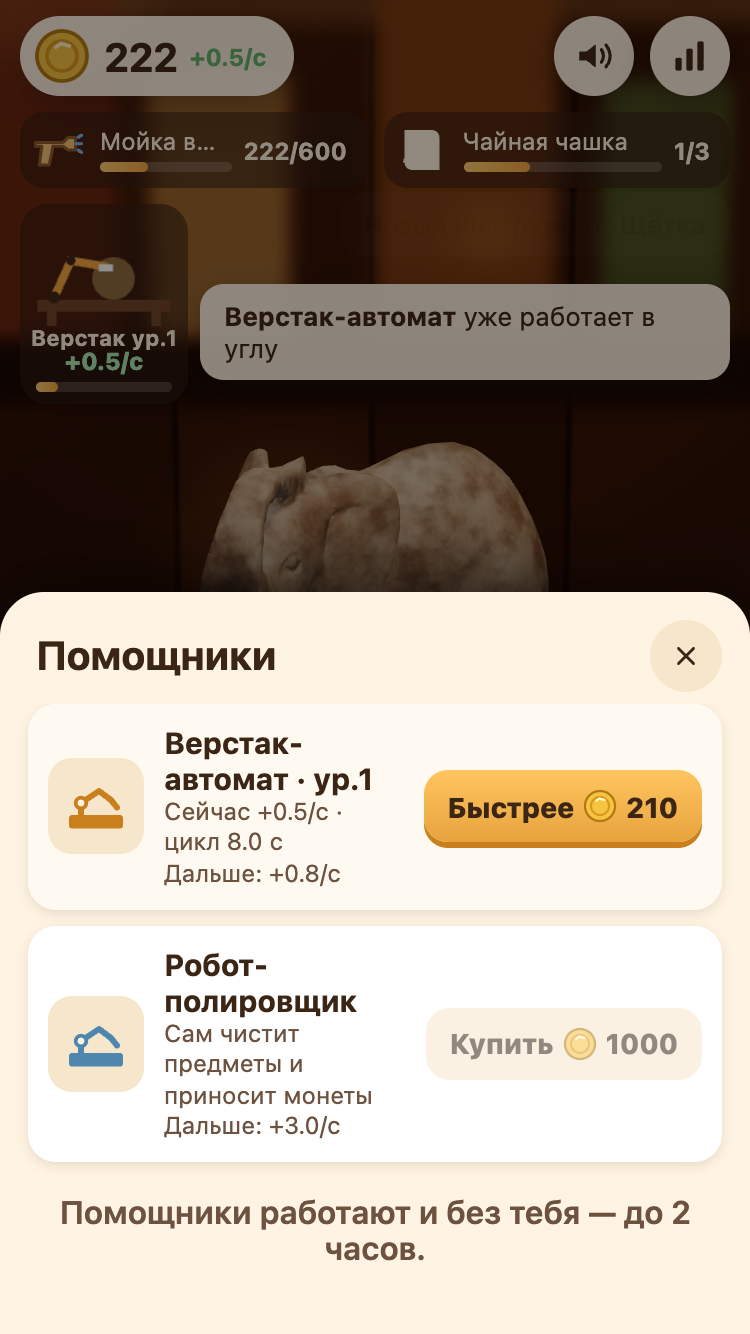 222 +0.5/с
Мойка в... 222/600
Чайная чашка 1/3
Щётка
Верстак ур.1
+0.5/с
Верстак-автомат уже работает в
углу
Помощники
Верстак-
автомат · ур.1
Сейчас +0.5/с ·
цикл 8.0 с
Дальше: +0.8/с
Быстрее 210
Робот-
полировщик
Сам чистит
предметы и
приносит монеты
Дальше: +3.0/с
Купить 1000
Помощники работают и без тебя — до 2
часов.